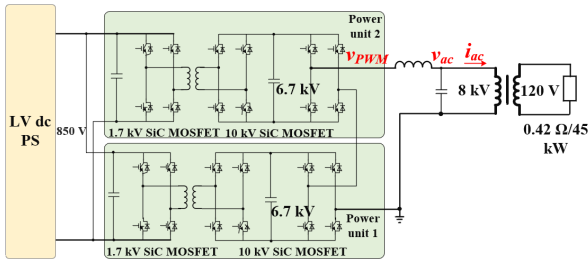 Power
unit 2
v_PWM
v_ac
i_ac
6.7 kV
LV dc
PS
850 V
1.7 kV SiC MOSFET
10 kV SiC MOSFET
8 kV
120 V
0.42 Ω/45
kW
6.7 kV
Power
unit 1
1.7 kV SiC MOSFET
10 kV SiC MOSFET